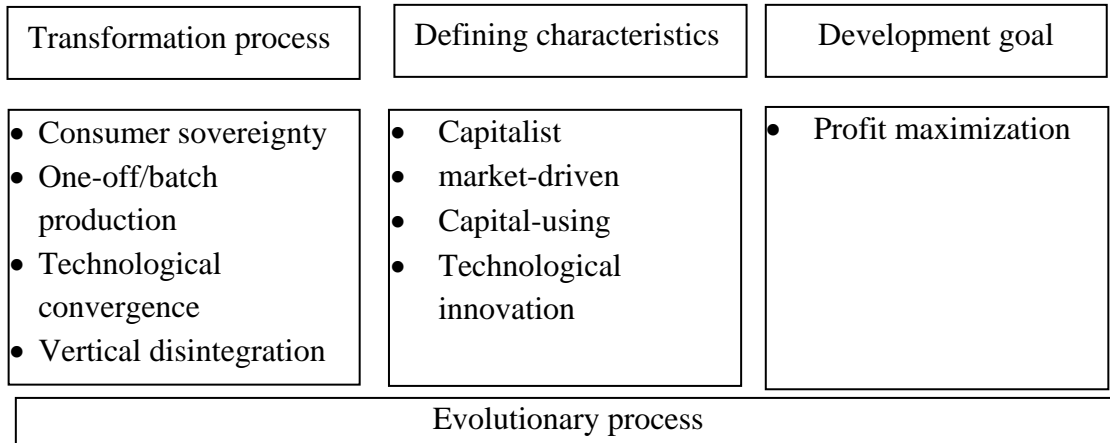 Transformation process
Defining characteristics
Development goal
• Consumer sovereignty
• One-off/batch
production
• Technological
convergence
• Vertical disintegration
• Capitalist
• market-driven
• Capital-using
• Technological
innovation
• Profit maximization
Evolutionary process